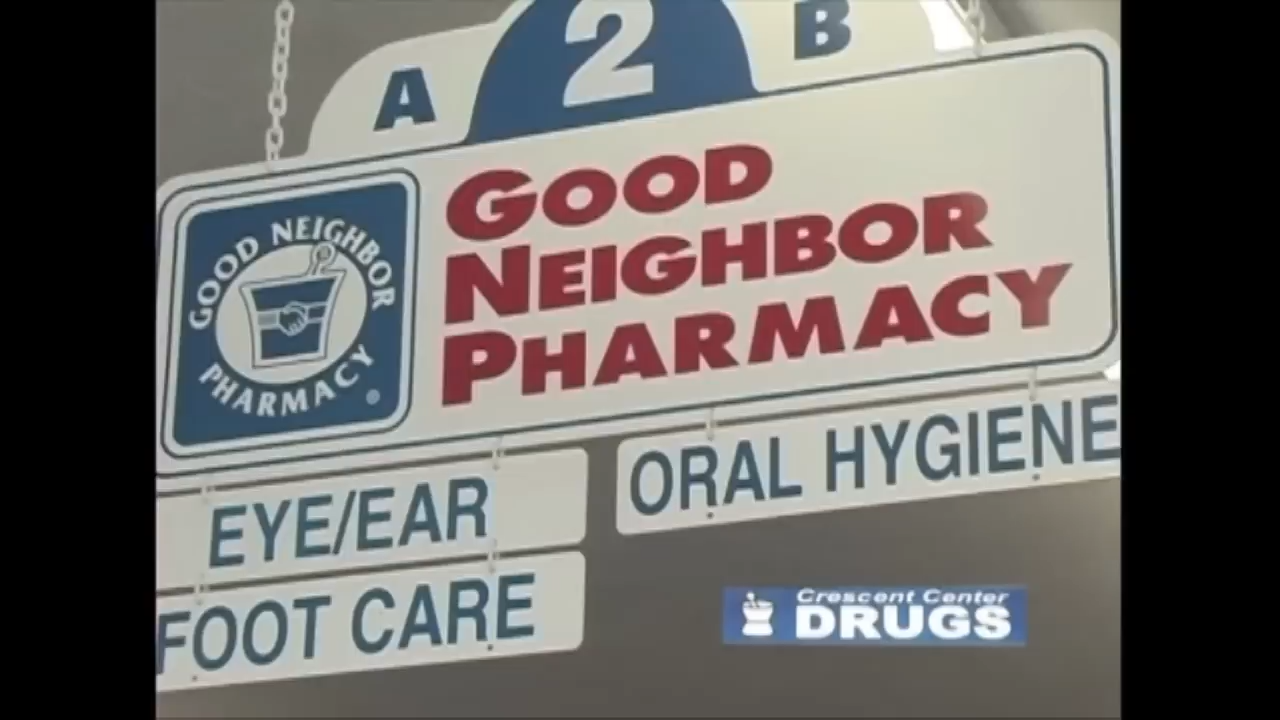 A 2 B
GOOD
NEIGHBOR
PHARMACY
GOOD NEIGHBOR
PHARMACY
®
EYE/EAR
ORAL HYGIENE
FOOT CARE
Crescent Center
DRUGS